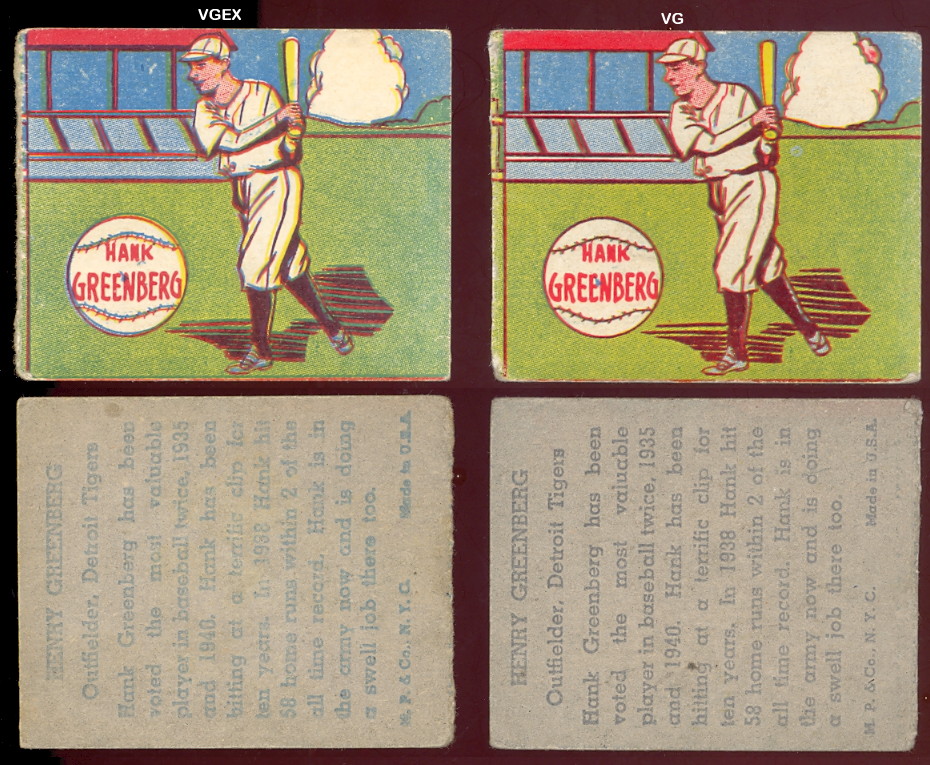 VGEX
VG
HANK
GREENBERG
HANK
GREENBERG
HENRY GREENBERG
Outfielder, Detroit Tigers
Hank Greenberg has been
voted the most valuable
player in baseball twice, 1935
and 1940. Hank has been
hitting at a terrific clip for
ten years. In 1938 Hank hit
58 home runs within 2 of the
all time record. Hank is in
the army now and is doing
a swell job there too.
M. P. & Co., N. Y. C. Made in U.S.A.
HENRY GREENBERG
Outfielder, Detroit Tigers
Hank Greenberg has been
voted the most valuable
player in baseball twice, 1935
and 1940. Hank has been
hitting at a terrific clip for
ten years. In 1938 Hank hit
58 home runs within 2 of the
all time record. Hank is in
the army now and is doing
a swell job there too.
M. P. & Co., N. Y. C. Made in U.S.A.